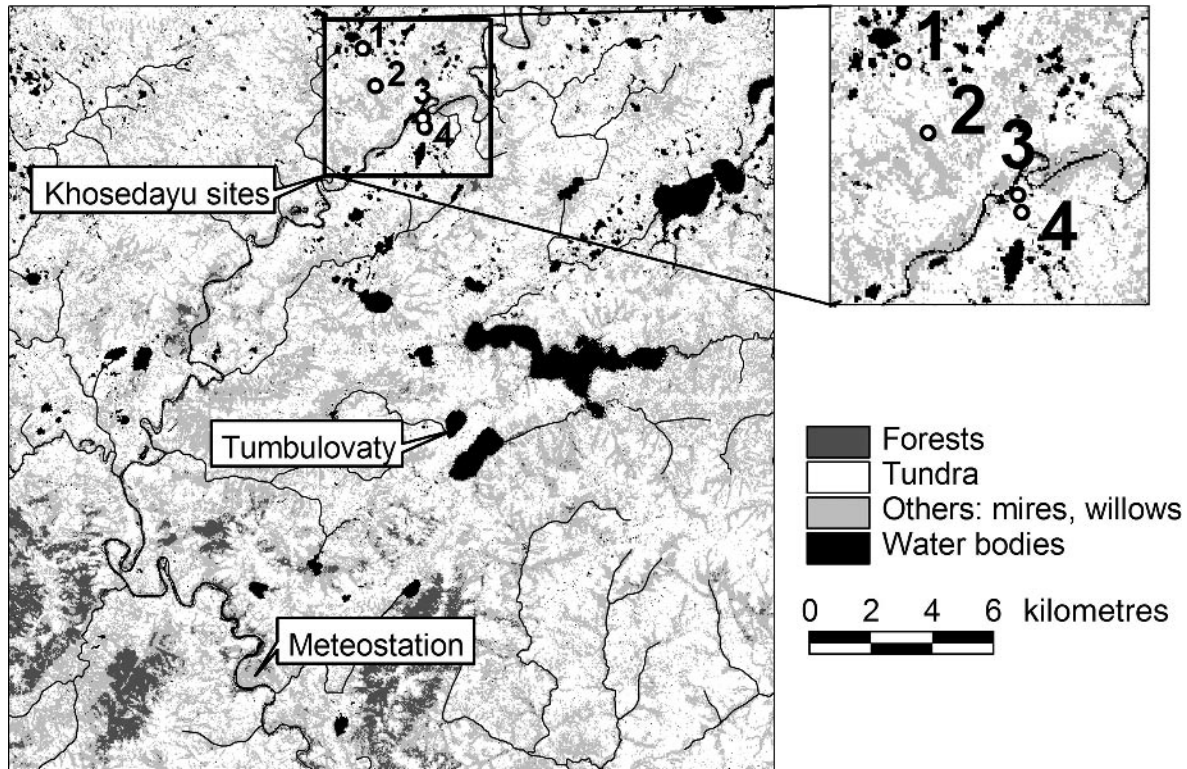 1
2
3
4
Khosedayu sites
Tumbulovaty
Meteostation
1
2
3
4
Forests
Tundra
Others: mires, willows
Water bodies
0 2 4 6 kilometres